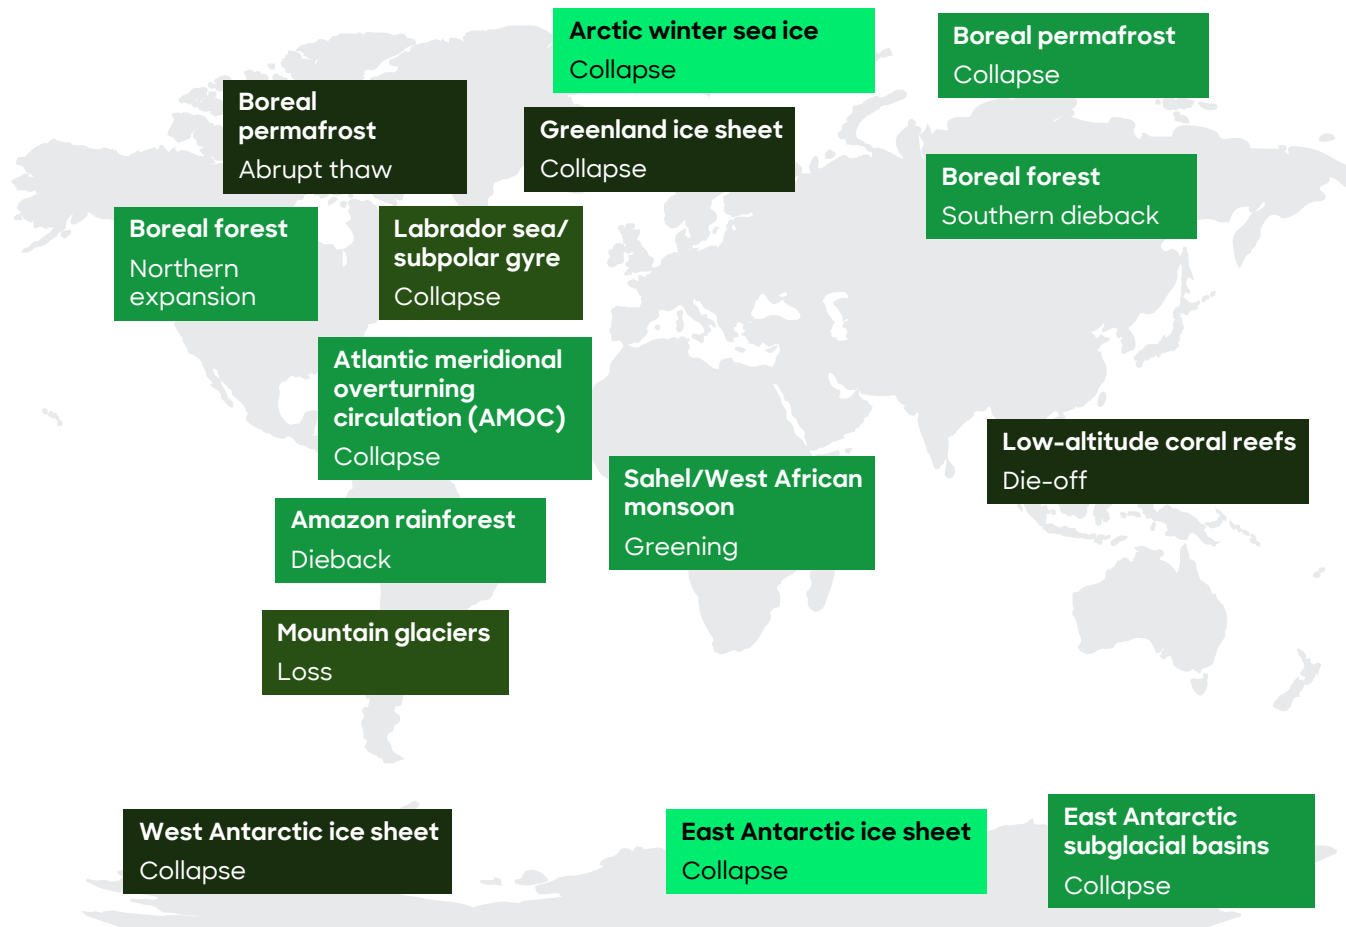 Arctic winter sea ice
Collapse
Boreal permafrost
Collapse
Boreal
permafrost
Abrupt thaw
Greenland ice sheet
Collapse
Boreal forest
Southern dieback
Boreal forest
Northern
expansion
Labrador sea/
subpolar gyre
Collapse
Atlantic meridional
overturning
circulation (AMOC)
Collapse
Low-altitude coral reefs
Die-off
Sahel/West African
monsoon
Greening
Amazon rainforest
Dieback
Mountain glaciers
Loss
West Antarctic ice sheet
Collapse
East Antarctic ice sheet
Collapse
East Antarctic
subglacial basins
Collapse